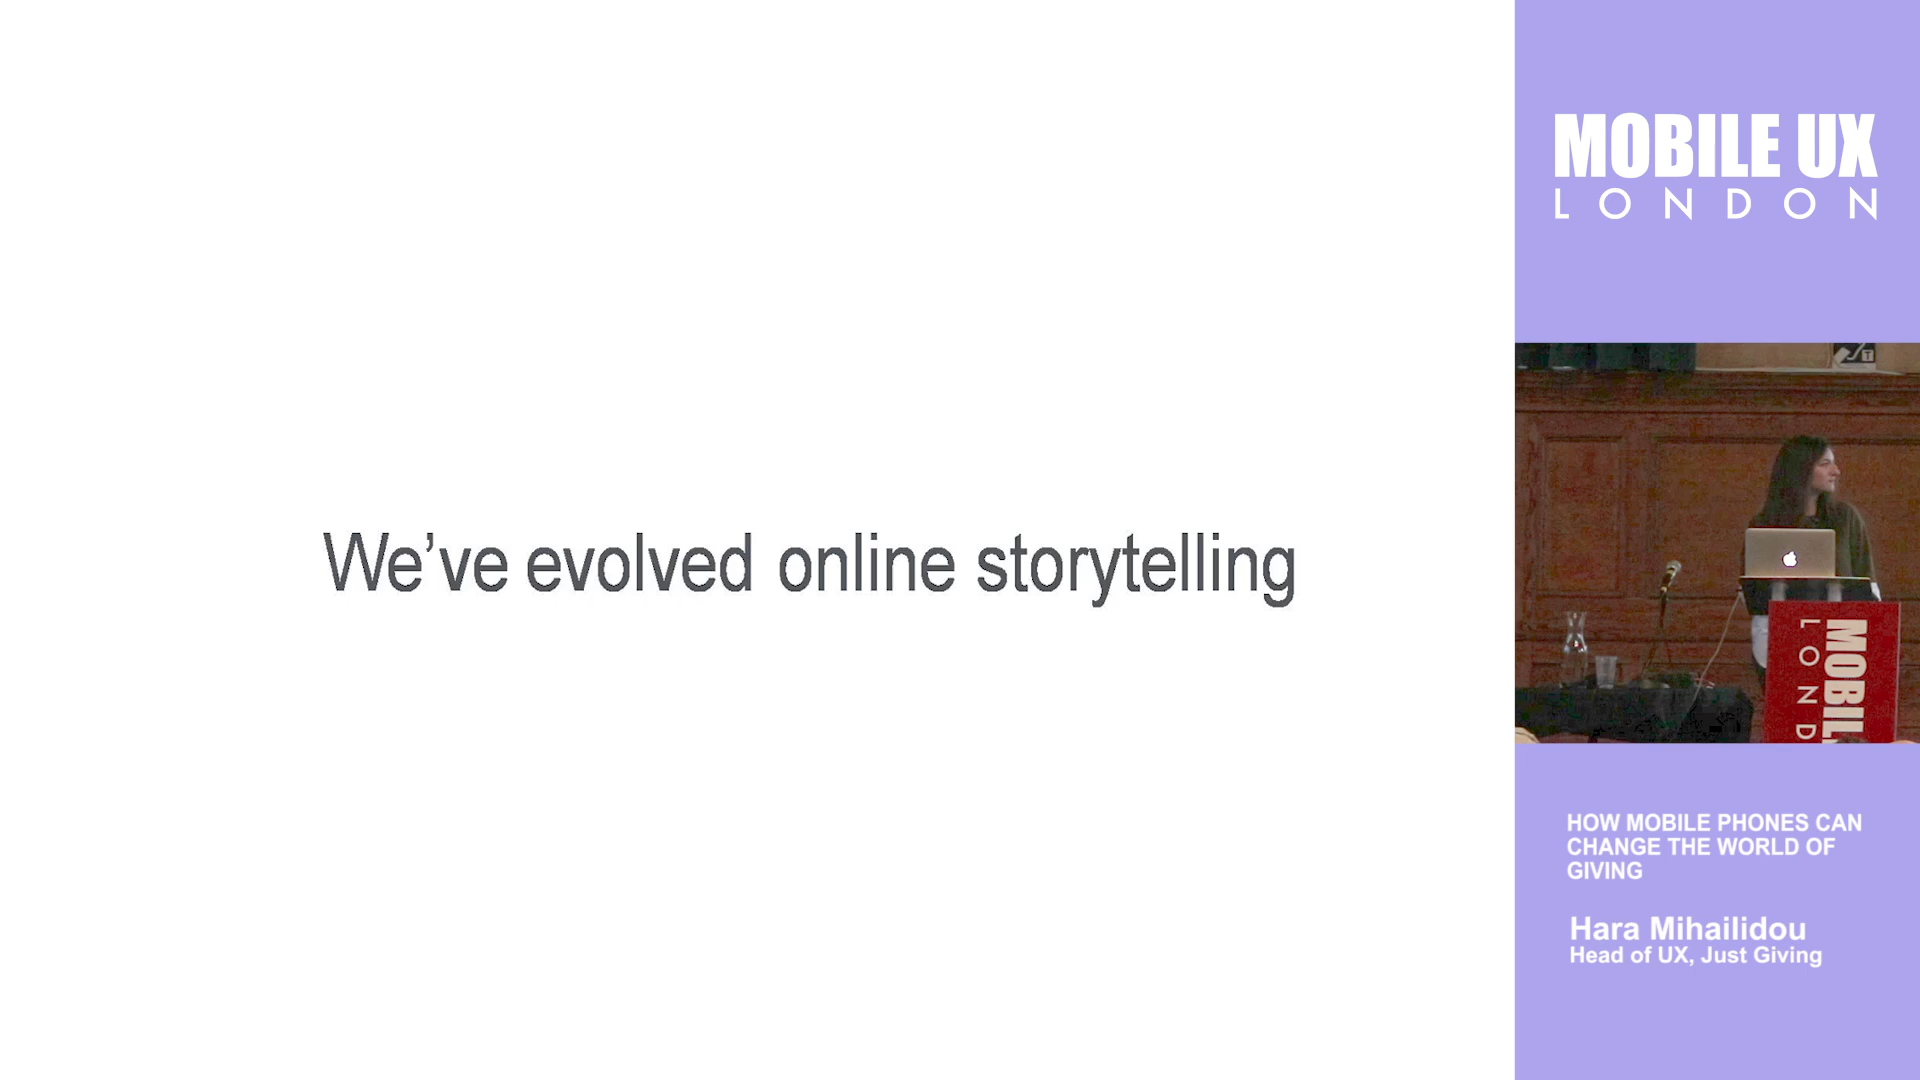 We’ve evolved online storytelling
MOBILE UX
LONDON
T
MOBIL
LOND
HOW MOBILE PHONES CAN
CHANGE THE WORLD OF
GIVING
Hara Mihailidou
Head of UX, Just Giving